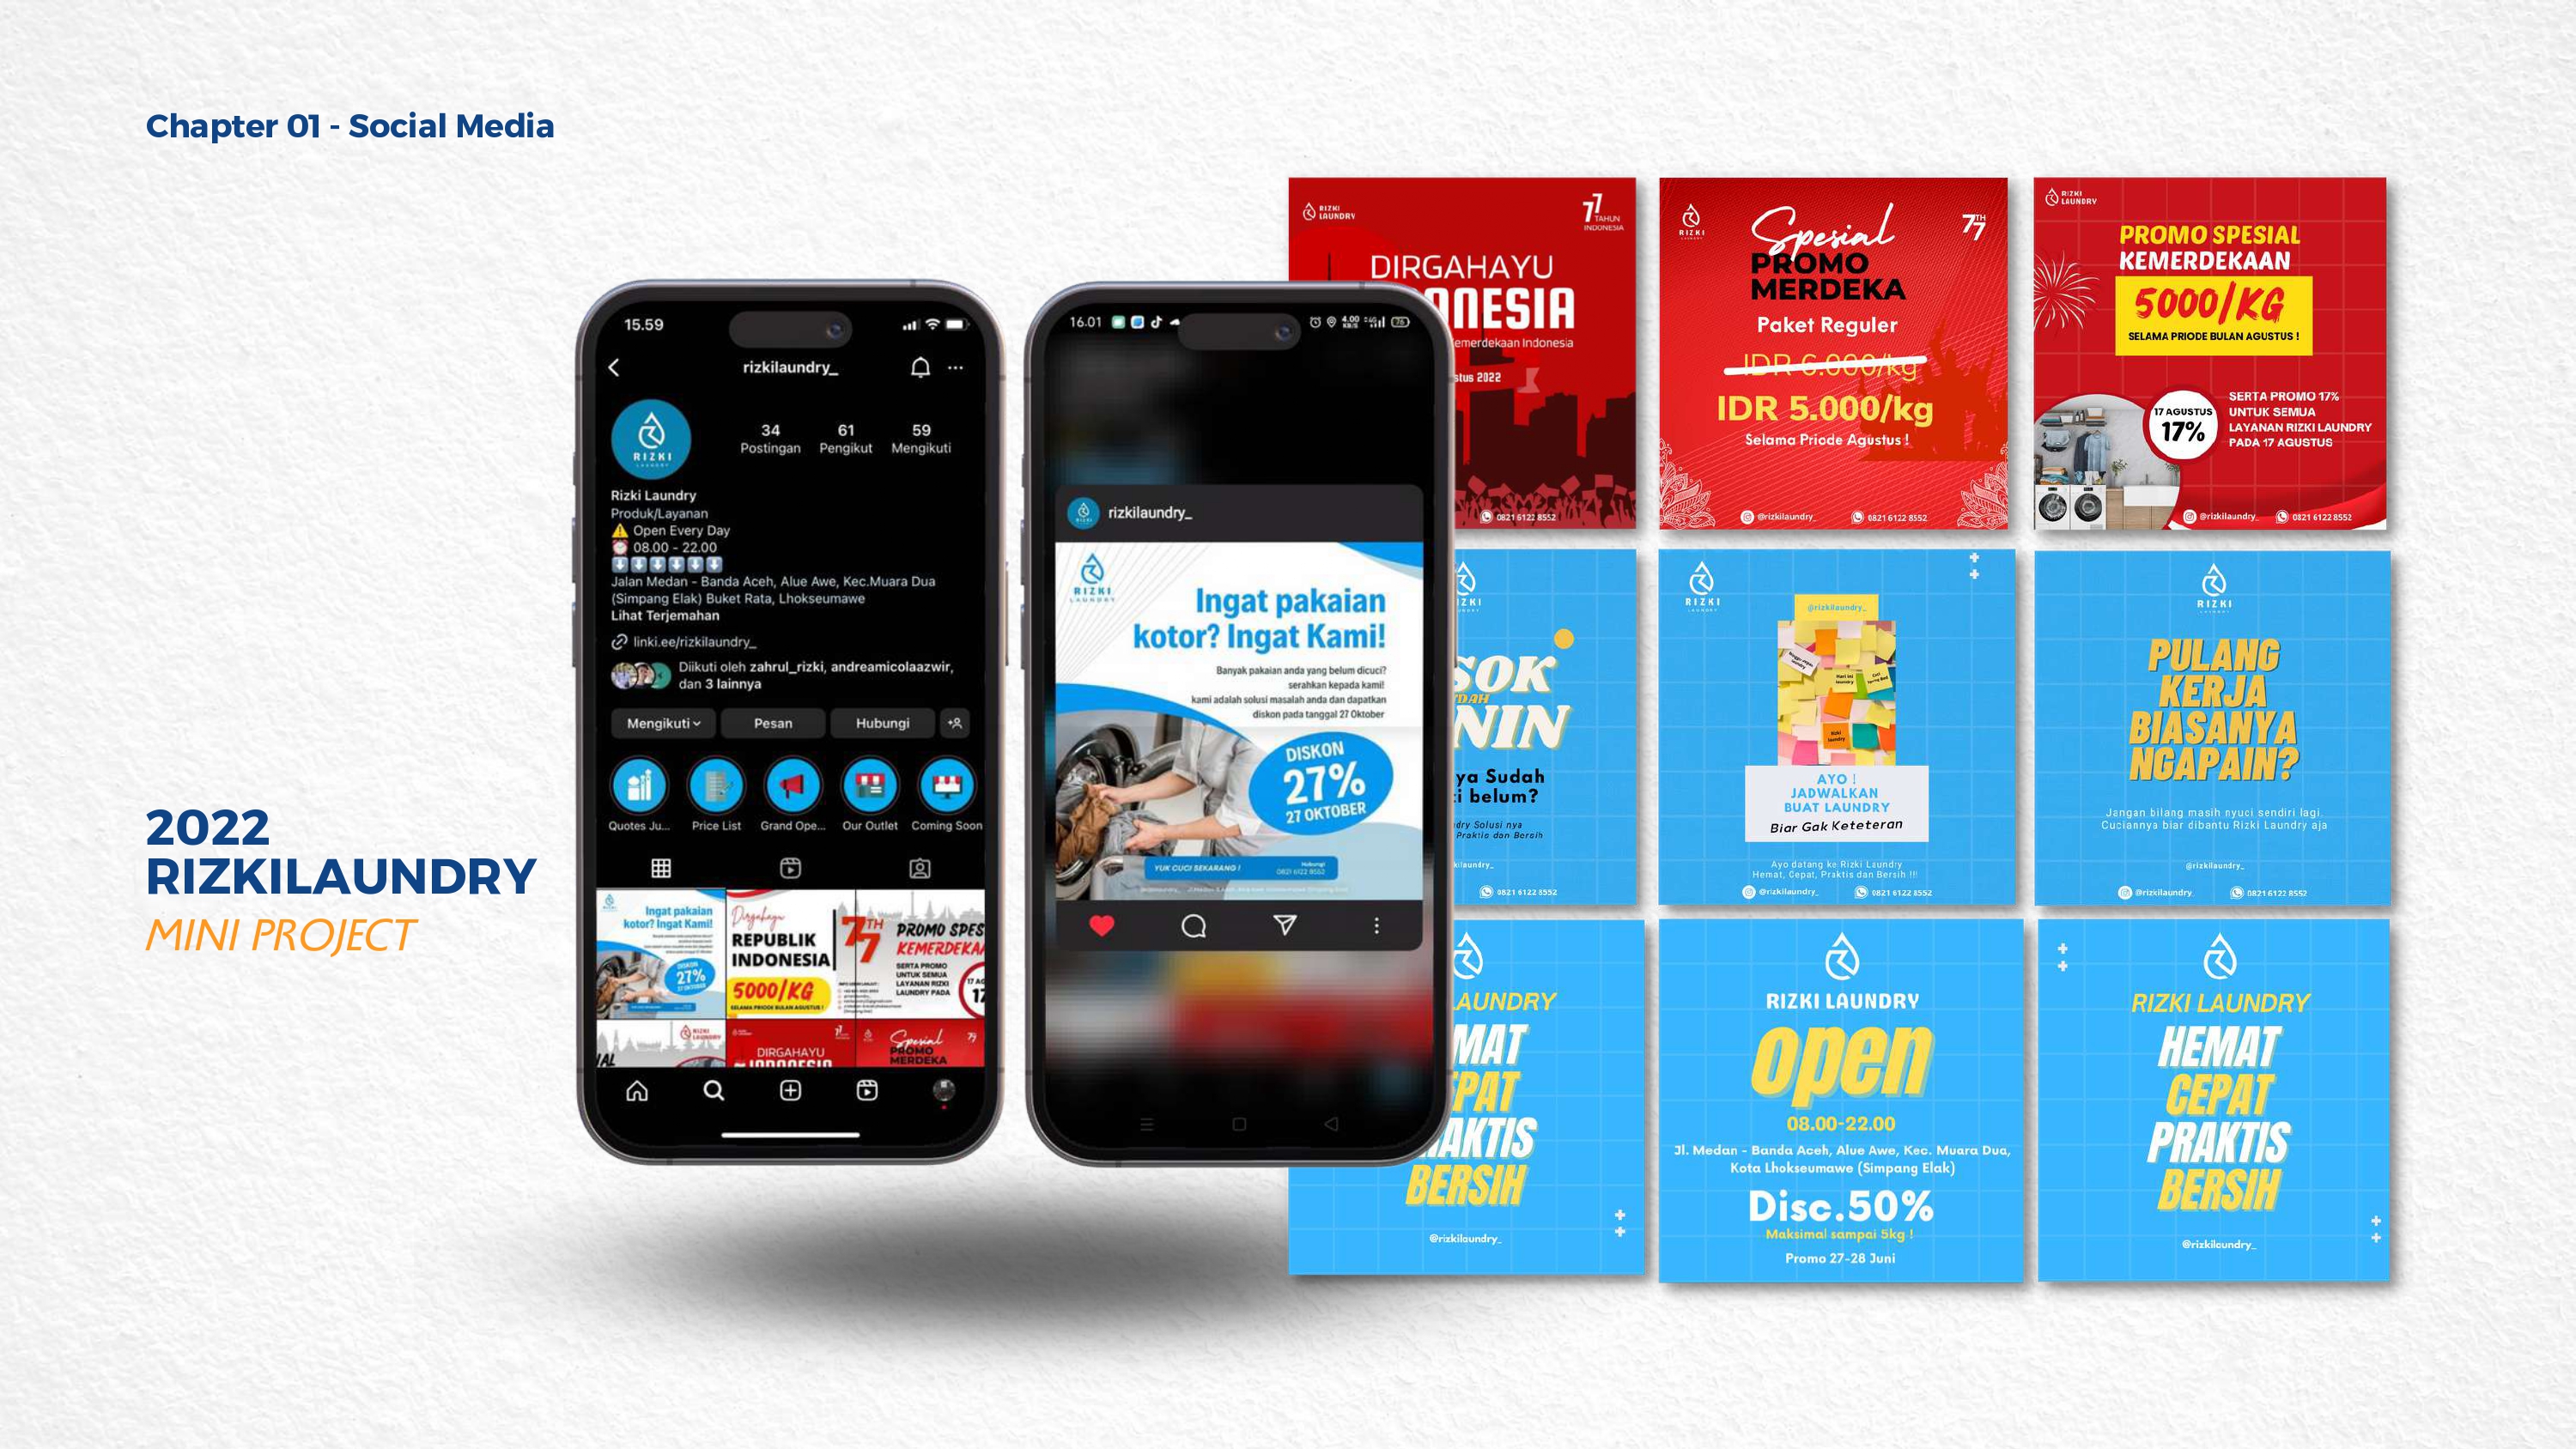 Chapter 01 - Social Media
2022
RIZKILAUNDRY
MINI PROJECT
15.59
rizkilaundry_
34
61
59
Postingan
Pengikut
Mengikuti
RIZKI
Rizki Laundry
Produk/Layanan
Open Every Day
08.00 - 22.00
Jalan Medan - Banda Aceh, Alue Awe, Kec.Muara Dua
(Simpang Elak) Buket Rata, Lhokseumawe
Lihat Terjemahan
linki.ee/rizkilaundry_
Diikuti oleh zahrul_rizki, andreamicolaazwir,
dan 3 lainnya
Mengikuti
Pesan
Hubungi
Quotes Ju...
Price List
Grand Ope...
Our Outlet
Coming Soon
Ingat pakaian
kotor? Ingat Kami!
DISKON
27%
Dirgahayu
REPUBLIK
INDONESIA
77TH
5000/KG
SELAMA PRIODE BULAN AGUSTUS !
PROMO SPES
KEMERDEKAA
SERTA PROMO
UNTUK SEMUA
LAYANAN RIZKI
LAUNDRY PADA
17 AG
17
DIRGAHAYU
Spesial
PROMO
MERDEKA
16.01
4.00
KB/S
76
rizkilaundry_
RIZKI
LAUNDRY
Ingat pakaian
kotor? Ingat Kami!
Banyak pakaian anda yang belum dicuci?
serahkan kepada kami!
kami adalah solusi masalah anda dan dapatkan
diskon pada tanggal 27 Oktober
DISKON
27%
27 OKTOBER
YUK CUCI SEKARANG !
Hubungi
0821 6122 8552
RIZKI
LAUNDRY
77
TAHUN
INDONESIA
DIRGAHAYU
NESIA
emerdekaan Indonesia
stus 2022
0821 6122 8552
RIZKI
77TH
Spesial
PROMO
MERDEKA
Paket Reguler
IDR 6.000/kg
IDR 5.000/kg
Selama Priode Agustus !
@rizkilaundry_
0821 6122 8552
RIZKI
LAUNDRY
PROMO SPESIAL
KEMERDEKAAN
5000/KG
SELAMA PRIODE BULAN AGUSTUS !
17 AGUSTUS
17%
SERTA PROMO 17%
UNTUK SEMUA
LAYANAN RIZKI LAUNDRY
PADA 17 AGUSTUS
@rizkilaundry_
0821 6122 8552
ZKI
SOK
DAH
NIN
ya Sudah
i belum?
dry Solusi nya
Praktis dan Bersih
kilaundry_
0821 6122 8552
RIZKI
LAUNDRY
@rizkilaundry_
Hari ini
laundry
Rizki
laundry
AYO !
JADWALKAN
BUAT LAUNDRY
Biar Gak Keteteran
Ayo datang ke Rizki Laundry
Hemat, Cepat, Praktis dan Bersih !!!
@rizkilaundry_
0821 6122 8552
RIZKI
LAUNDRY
PULANG
KERJA
BIASANYA
NGAPAIN?
Jangan bilang masih nyuci sendiri lagi.
Cuciannya biar dibantu Rizki Laundry aja
@rizkilaundry_
@rizkilaundry_
0821 6122 8552
AUNDRY
MAT
PAT
AKTIS
BERSIH
@rizkilaundry_
RIZKI LAUNDRY
open
08.00-22.00
Jl. Medan - Banda Aceh, Alue Awe, Kec. Muara Dua,
Kota Lhokseumawe (Simpang Elak)
Disc.50%
Maksimal sampai 5kg !
Promo 27-28 Juni
RIZKI LAUNDRY
HEMAT
CEPAT
PRAKTIS
BERSIH
@rizkilaundry_